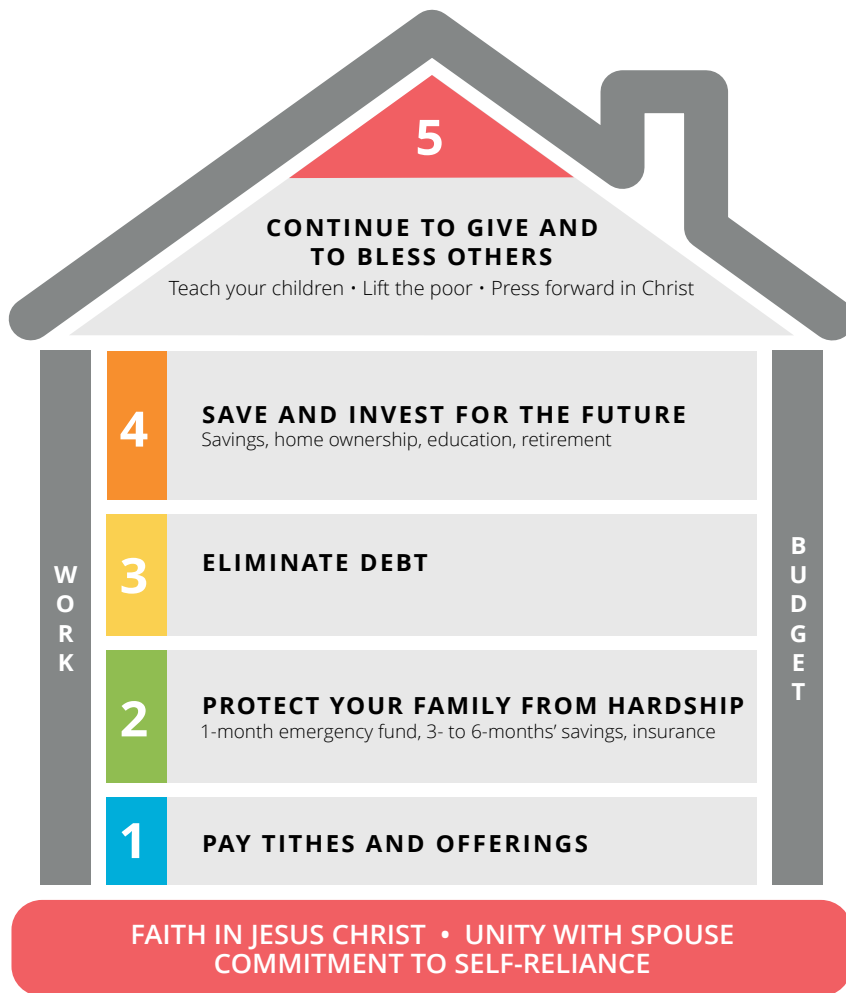 5
CONTINUE TO GIVE AND
TO BLESS OTHERS
Teach your children • Lift the poor • Press forward in Christ
4
SAVE AND INVEST FOR THE FUTURE
Savings, home ownership, education, retirement
3
ELIMINATE DEBT
2
PROTECT YOUR FAMILY FROM HARDSHIP
1-month emergency fund, 3- to 6-months’ savings, insurance
1
PAY TITHES AND OFFERINGS
WORK
BUDGET
FAITH IN JESUS CHRIST • UNITY WITH SPOUSE
COMMITMENT TO SELF-RELIANCE